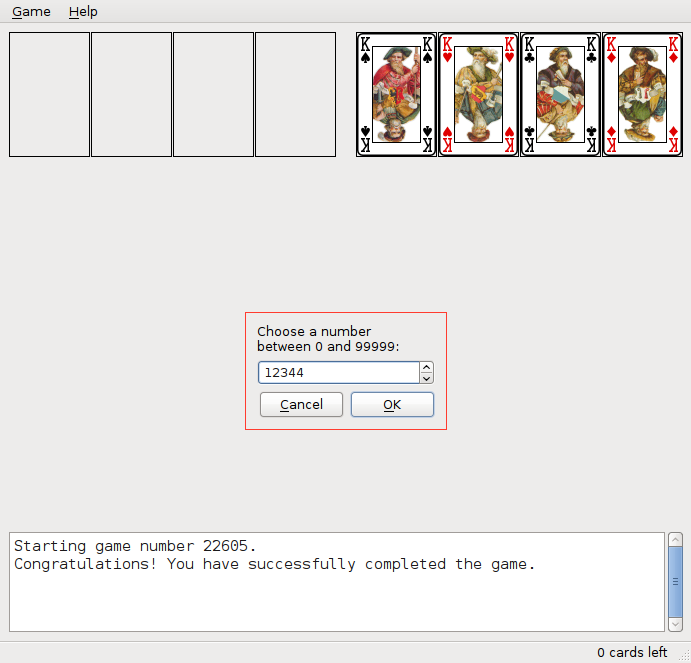 Game Help
K K K K K K K K
K K K K K K K K
Choose a number
between 0 and 99999:
12344
Cancel OK
Starting game number 22605.
Congratulations! You have successfully completed the game.
0 cards left